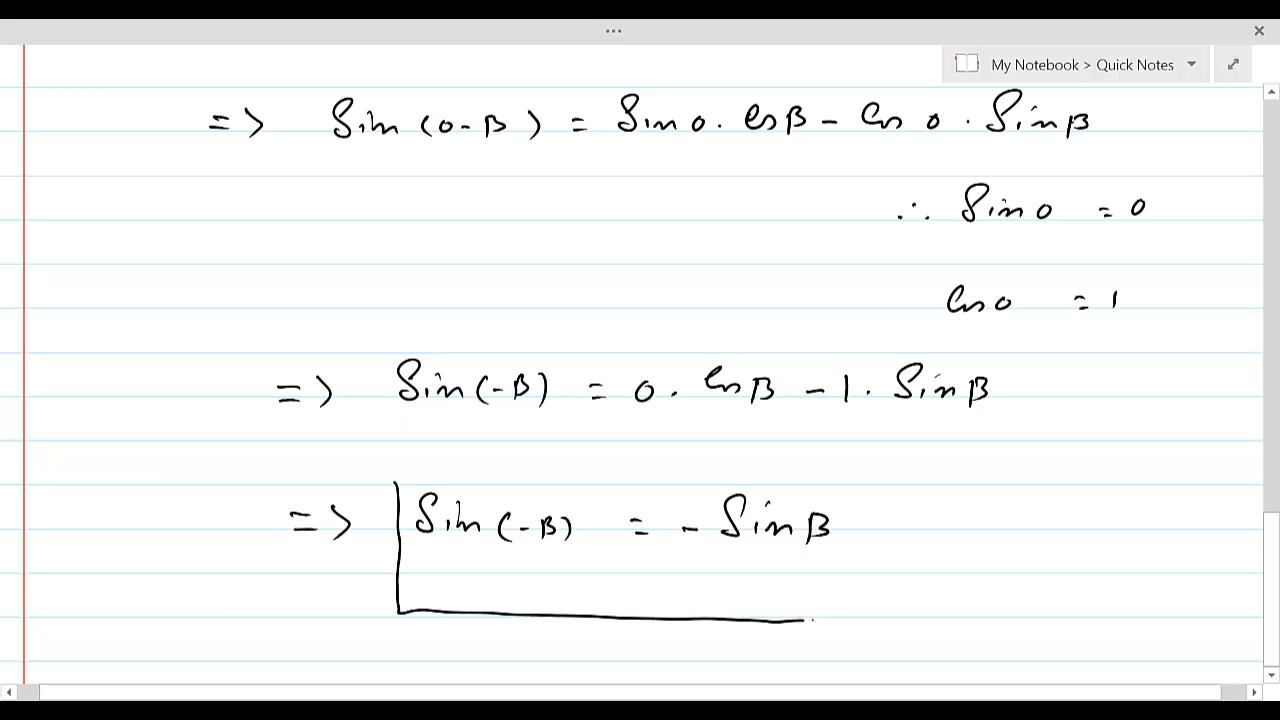 My Notebook > Quick Notes
=> Sin (0-β) = Sin 0 . Cos β - Cos 0 . Sin β
∴ Sin 0 = 0
Cos 0 = 1
=> Sin (-β) = 0 . Cos β - 1 . Sin β
=> Sin (-β) = - Sin β